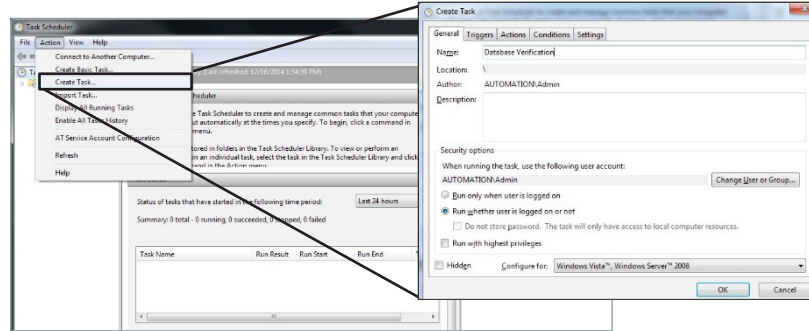 Task Scheduler
File Action View Help
Connect to Another Computer...
Create Basic Task...
Create Task...
Import Task...
Display All Running Tasks
Enable All Tasks History
AT Service Account Configuration
Refresh
Help
(Last refreshed: 12/16/2014 1:54:39 PM)
Task Scheduler to create and manage common tasks that your compute
out automatically at the times you specify. To begin, click a command in
menu.
stored in folders in the Task Scheduler Library. To view or perform an
on an individual task, select the task in the Task Scheduler Library and click
Status of tasks that have started in the following time period:
Last 24 hours
Summary: 0 total - 0 running, 0 succeeded, 0 stopped, 0 failed
Task Name Run Result Run Start Run End
Create Task
General Triggers Actions Conditions Settings
Name: Database Verification
Location: \
Author: AUTOMATION\Admin
Description:
Security options
When running the task, use the following user account:
AUTOMATION\Admin
Change User or Group...
Run only when user is logged on
Run whether user is logged on or not
Do not store password. The task will only have access to local computer resources.
Run with highest privileges
Hidden Configure for: Windows Vista™, Windows Server™ 2008
OK Cancel